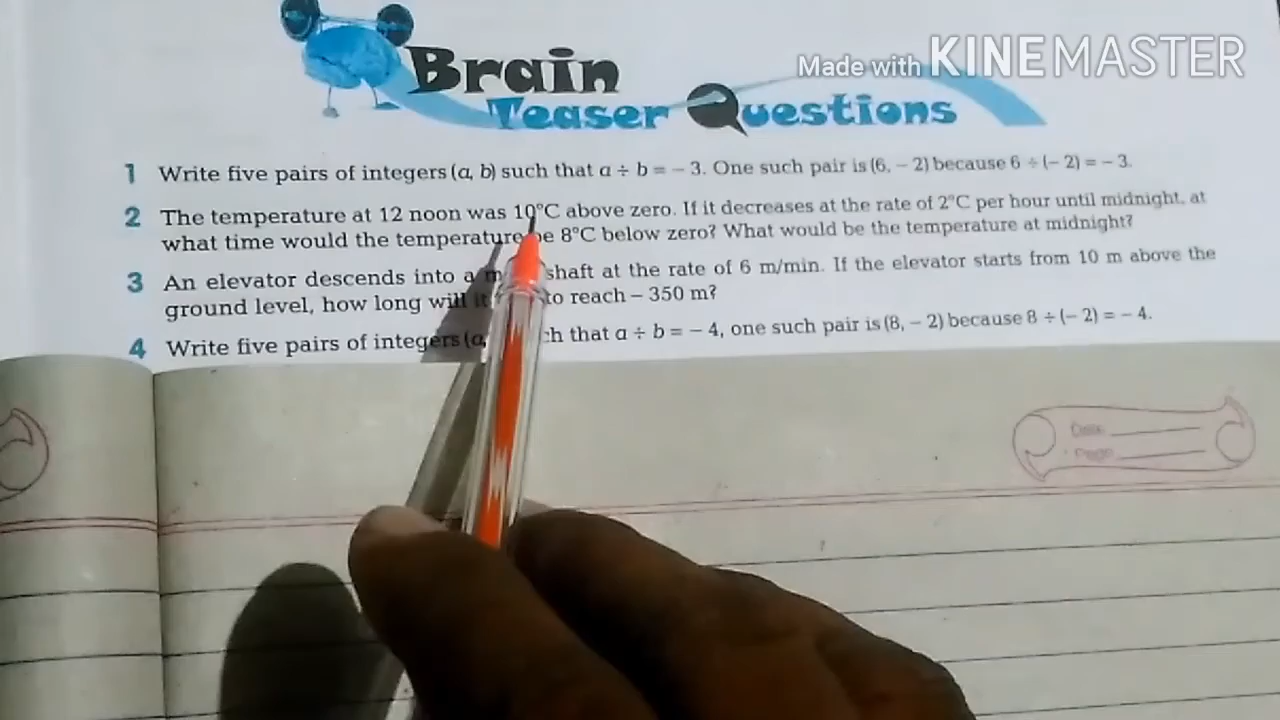 Made with KINEMASTER
Brain
Teaser Questions
1 Write five pairs of integers (a, b) such that a ÷ b = – 3. One such pair is (6, – 2) because 6 ÷ (– 2) = – 3.
2 The temperature at 12 noon was 10°C above zero. If it decreases at the rate of 2°C per hour until midnight, at
what time would the temperature be 8°C below zero? What would be the temperature at midnight?
3 An elevator descends into a shaft at the rate of 6 m/min. If the elevator starts from 10 m above the
ground level, how long will it to reach – 350 m?
4 Write five pairs of integers (a, that a ÷ b = – 4, one such pair is (8, – 2) because 8 ÷ (– 2) = – 4.
Date
Page